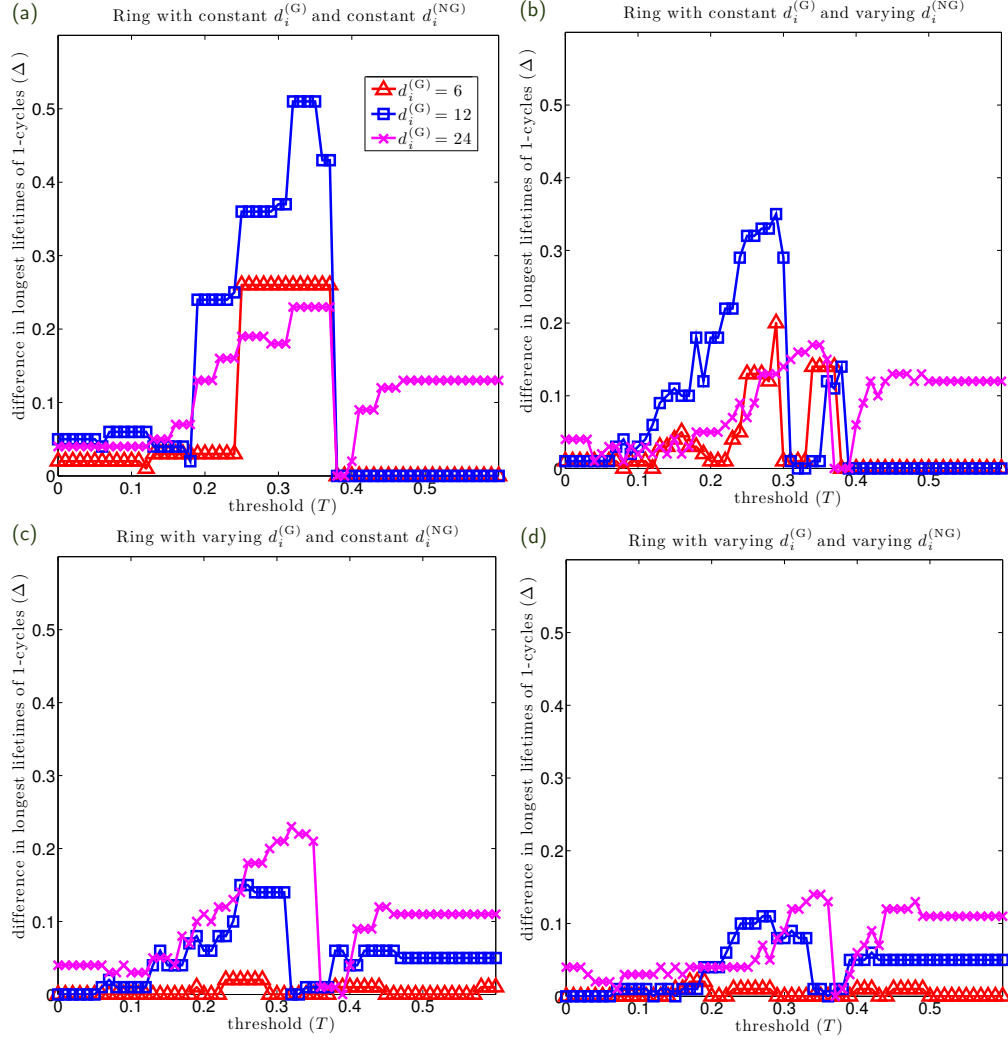 (a)
Ring with constant d_i^(G) and constant d_i^(NG)
difference in longest lifetimes of 1-cycles (Δ)
0.5
0.4
0.3
0.2
0.1
0
d_i^(G) = 6
d_i^(G) = 12
d_i^(G) = 24
0 0.1 0.2 0.3 0.4 0.5
threshold (T)
(b)
Ring with constant d_i^(G) and varying d_i^(NG)
difference in longest lifetimes of 1-cycles (Δ)
0.5
0.4
0.3
0.2
0.1
0
0 0.1 0.2 0.3 0.4 0.5
threshold (T)
(c)
Ring with varying d_i^(G) and constant d_i^(NG)
difference in longest lifetimes of 1-cycles (Δ)
0.5
0.4
0.3
0.2
0.1
0
0 0.1 0.2 0.3 0.4 0.5
threshold (T)
(d)
Ring with varying d_i^(G) and varying d_i^(NG)
difference in longest lifetimes of 1-cycles (Δ)
0.5
0.4
0.3
0.2
0.1
0
0 0.1 0.2 0.3 0.4 0.5
threshold (T)